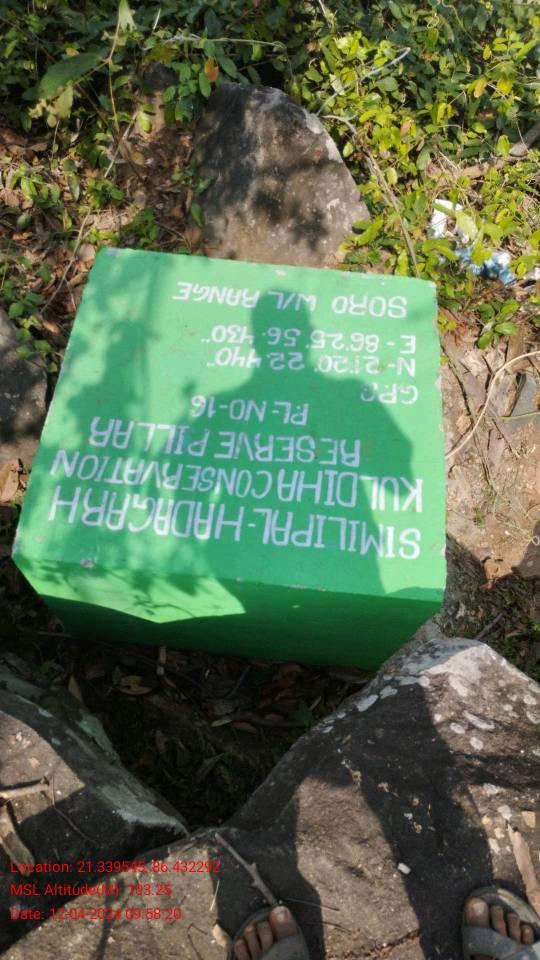 SIMILIPAL-HADAGARH
KULDIHA CONSERVATION
RESERVE PILLAR
PL-NO-16
G.P.S
N-21°20' 22.440"
E-86°25' 56.430"
SORO W/L RANGE
Location: 21.339545, 86.432292
MSL Altitude(M) 103.25
Date: 12-04-2024 09:58:20